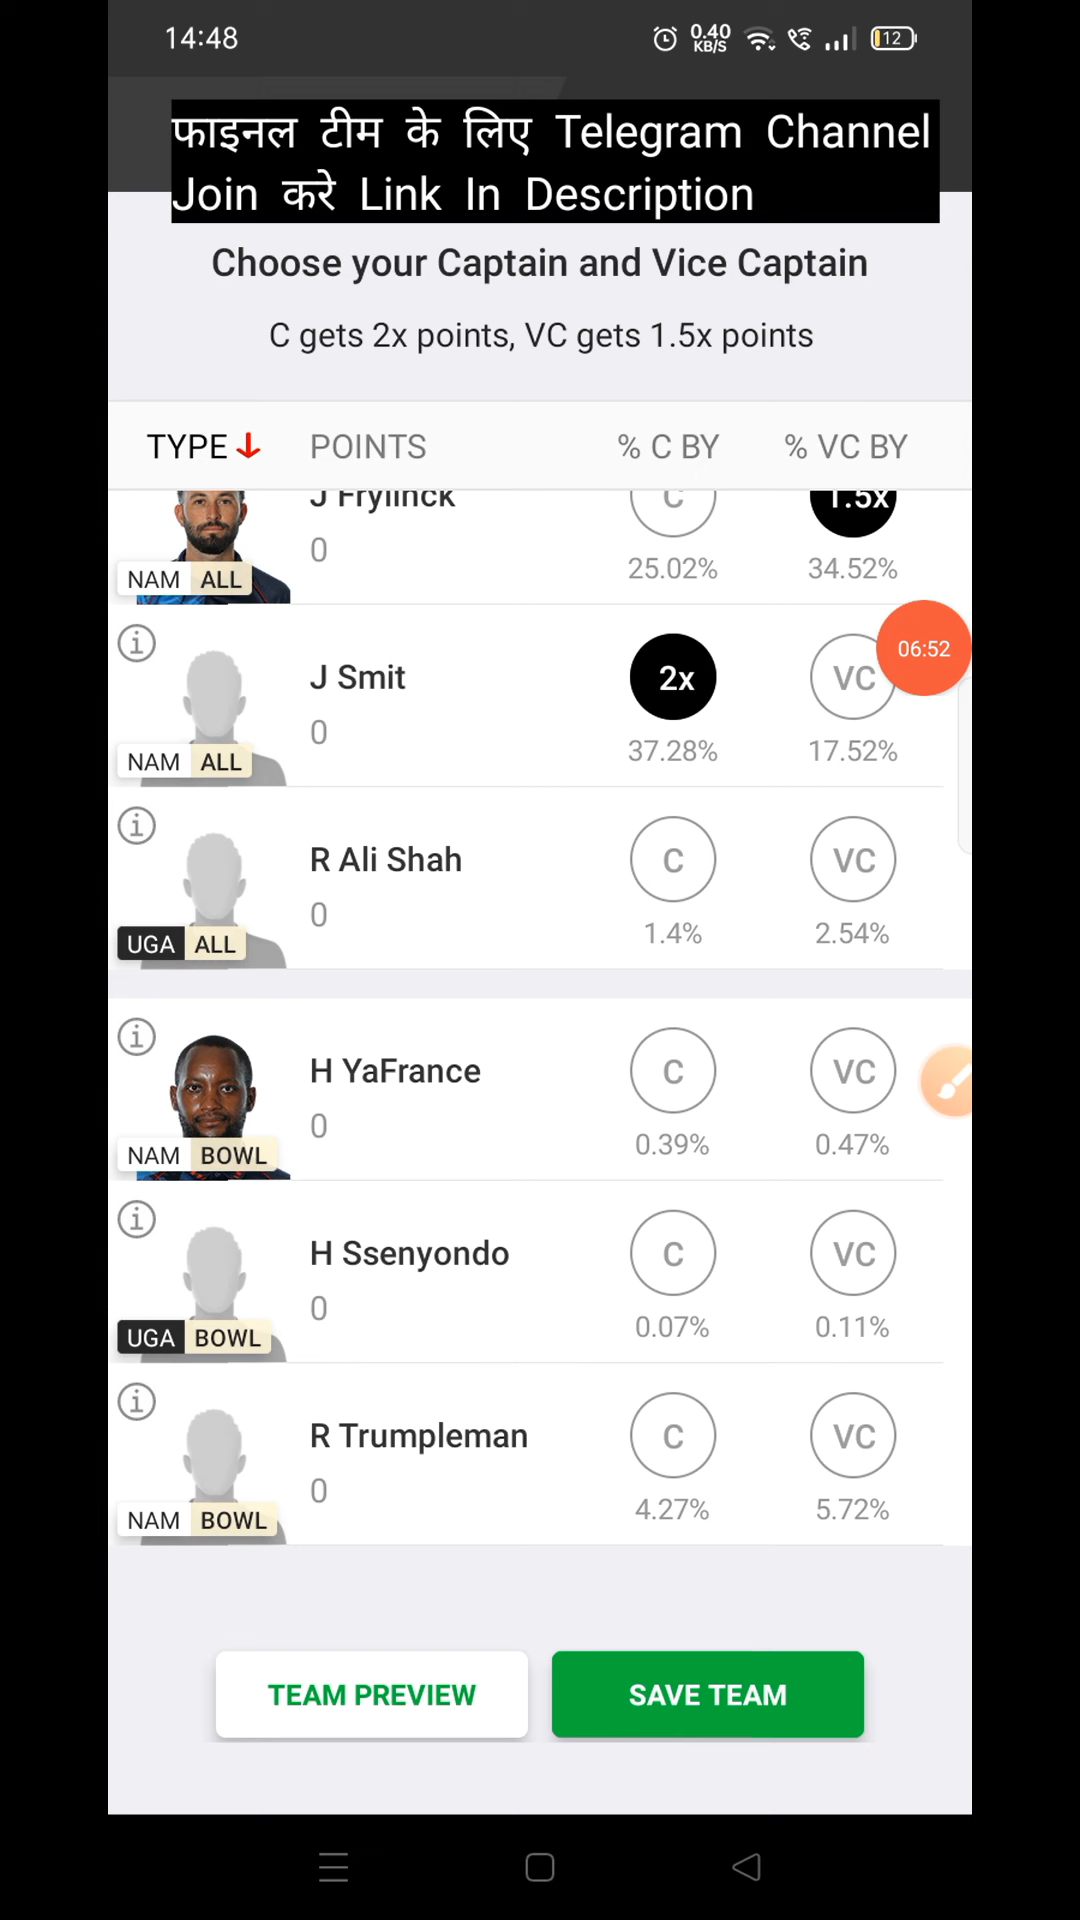 14:48
0.40
KB/S
12
फाइनल टीम के लिए Telegram Channel
Join करे Link In Description
Choose your Captain and Vice Captain
C gets 2x points, VC gets 1.5x points
TYPE POINTS % C BY % VC BY
J Frylinck C 1.5x
0
25.02% 34.52%
NAM ALL
06:52
J Smit 2x VC
0
37.28% 17.52%
NAM ALL
R Ali Shah C VC
0
1.4% 2.54%
UGA ALL
H YaFrance C VC
0
0.39% 0.47%
NAM BOWL
H Ssenyondo C VC
0
0.07% 0.11%
UGA BOWL
R Trumpleman C VC
0
4.27% 5.72%
NAM BOWL
TEAM PREVIEW SAVE TEAM